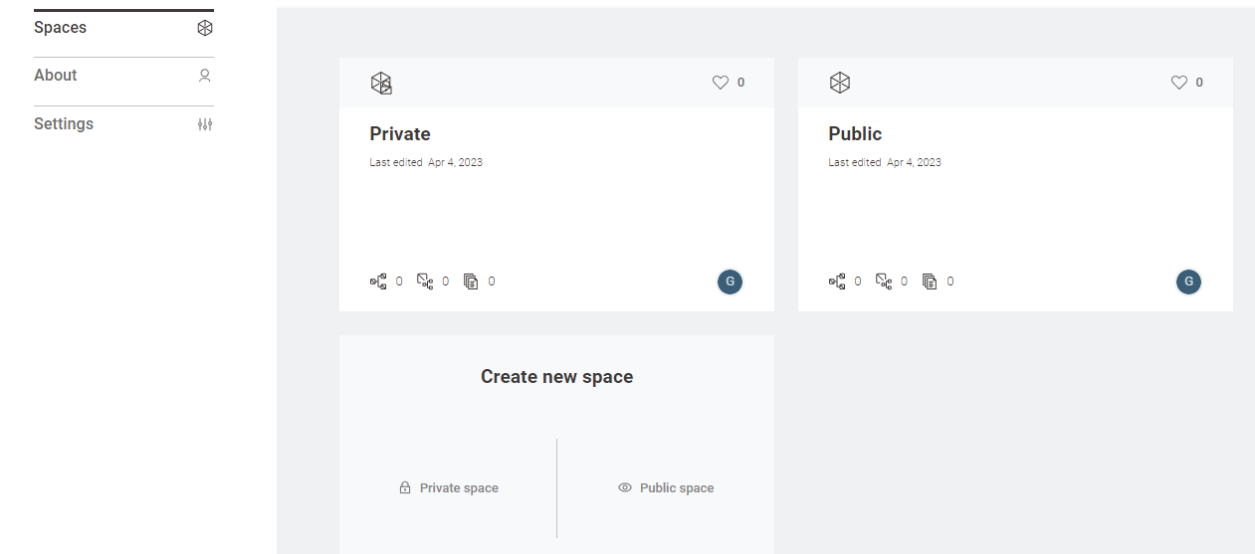 Spaces
About
Settings
0
Private
Last edited Apr 4, 2023
0 0 0 G
0
Public
Last edited Apr 4, 2023
0 0 0 G
Create new space
Private space
Public space